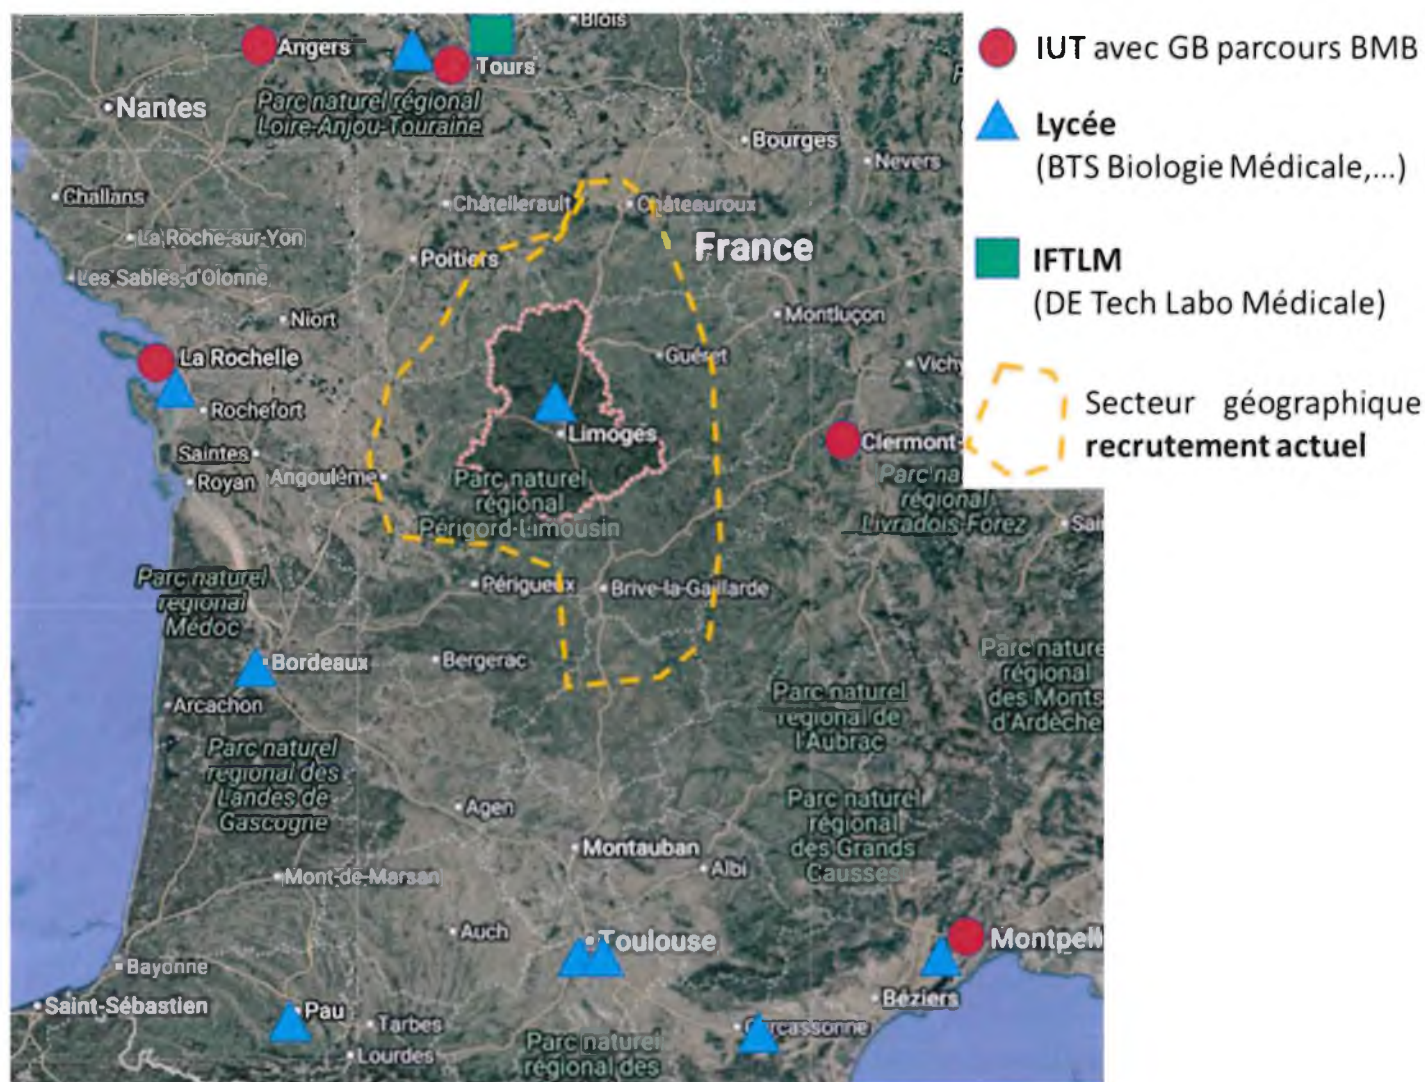 Blois
Angers
Tours
Nantes
Parc naturel régional
Loire-Anjou-Touraine
Bourges
Nevers
Challans
Châtellerault
Châteauroux
La Roche-sur-Yon
France
Poitiers
Les Sables-d'Olonne
Niort
Montluçon
La Rochelle
Guéret
Vichy
Rochefort
Limoges
Clermont-
Saintes
Royan
Angoulême
Parc naturel
régional
Périgord-Limousin
Parc na
régional
Livradois-Forez
Sai
Parc naturel
régional
Médoc
Périgueux
Brive-la-Gaillarde
Bordeaux
Bergerac
Parc nature
régional
des Monts
d'Ardèche
Arcachon
Parc naturel
régional de
l'Aubrac
Parc naturel
régional des
Landes de
Gascogne
Agen
Parc naturel
régional
des Grands
Causses
Montauban
Albi
Mont-de-Marsan
Auch
Toulouse
Montpell
Bayonne
Béziers
Saint-Sébastien
Pau
Tarbes
Carcassonne
Lourdes
Parc naturel
régional des
IUT avec GB parcours BMB
Lycée
(BTS Biologie Médicale,...)
IFTLM
(DE Tech Labo Médicale)
Secteur géographique
recrutement actuel